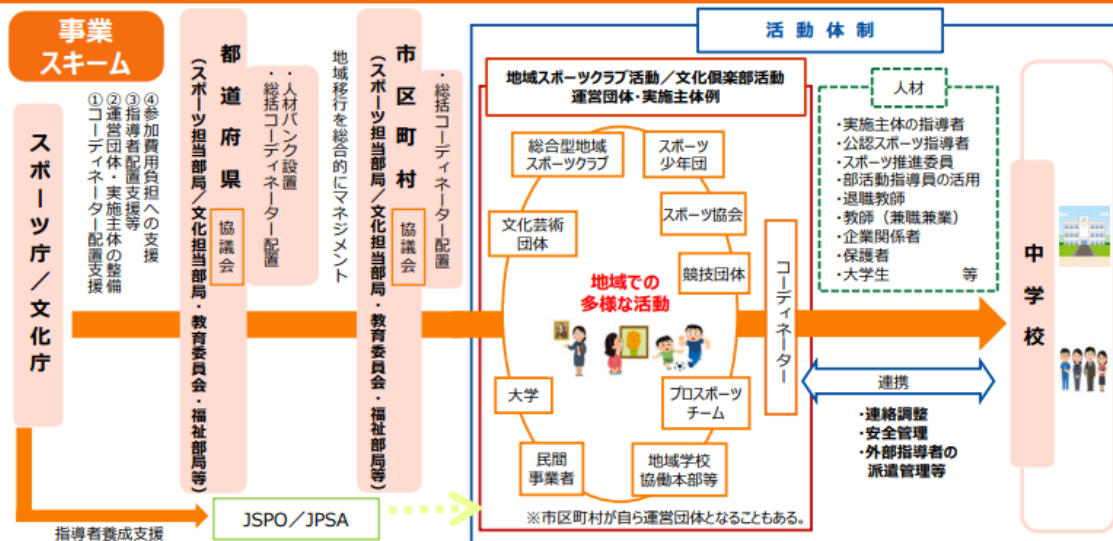 事業
スキーム
スポーツ庁／文化庁
④参加費用負担への支援
③指導者配置支援等
②運営団体・実施主体の整備
①コーディネーター配置支援
都道府県
（スポーツ担当部局／文化担当部局・教育委員会・福祉部局等）
協議会
・人材バンク設置
・総括コーディネーター配置
地域移行を総合的にマネジメント
市区町村
（スポーツ担当部局／文化担当部局・教育委員会・福祉部局等）
協議会
・総括コーディネーター配置
指導者養成支援
JSPO／JPSA
活動体制
地域スポーツクラブ活動／文化倶楽部活動
運営団体・実施主体例
総合型地域
スポーツクラブ
スポーツ
少年団
文化芸術
団体
スポーツ協会
競技団体
地域での
多様な活動
大学
プロスポーツ
チーム
民間
事業者
地域学校
協働本部等
※市区町村が自ら運営団体となることもある。
コーディネーター
人材
・実施主体の指導者
・公認スポーツ指導者
・スポーツ推進委員
・部活動指導員の活用
・退職教師
・教師（兼職兼業）
・企業関係者
・保護者
・大学生　　　　等
連携
・連絡調整
・安全管理
・外部指導者の
派遣管理等
中学校